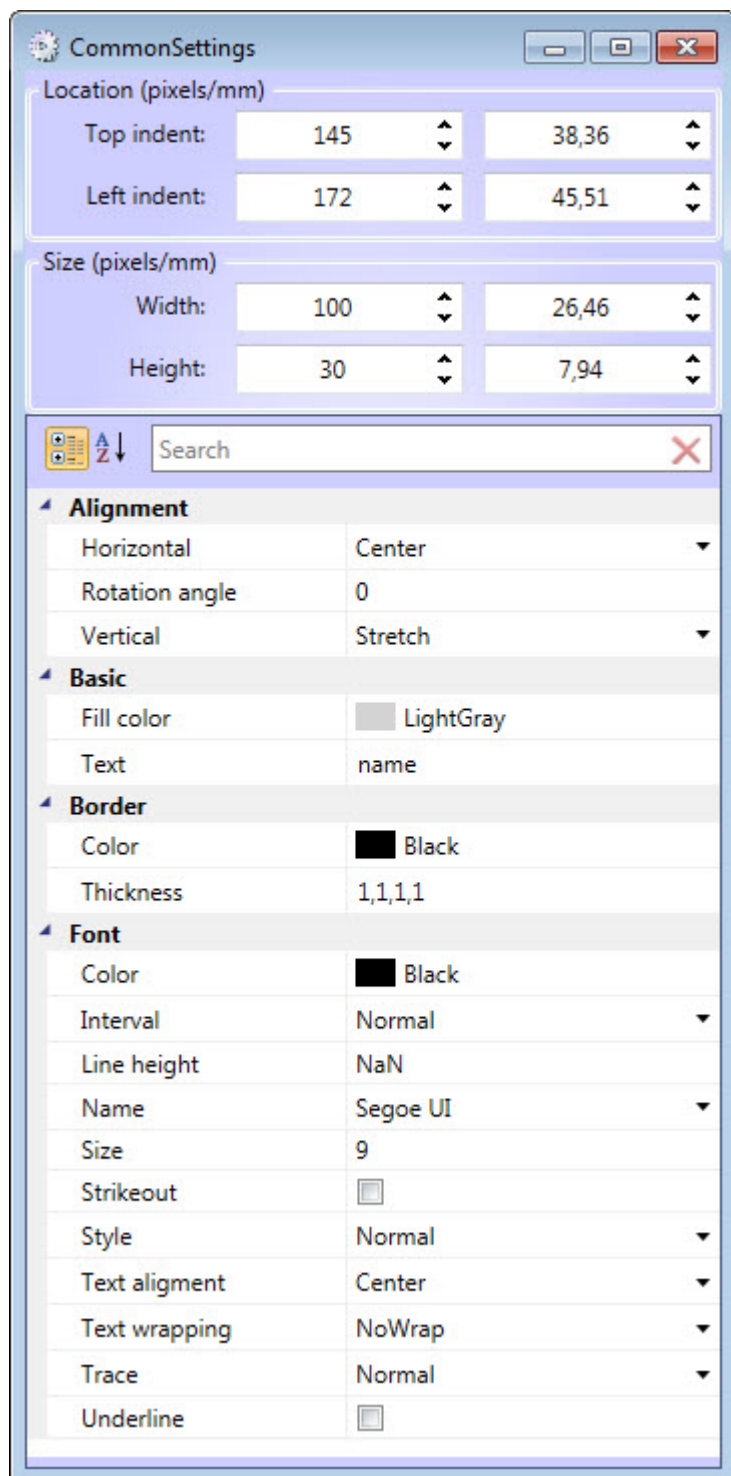 CommonSettings
Location (pixels/mm)
Top indent: 145 38,36
Left indent: 172 45,51
Size (pixels/mm)
Width: 100 26,46
Height: 30 7,94
A Z Search
Alignment
Horizontal Center
Rotation angle 0
Vertical Stretch
Basic
Fill color LightGray
Text name
Border
Color Black
Thickness 1,1,1,1
Font
Color Black
Interval Normal
Line height NaN
Name Segoe UI
Size 9
Strikeout
Style Normal
Text aligment Center
Text wrapping NoWrap
Trace Normal
Underline